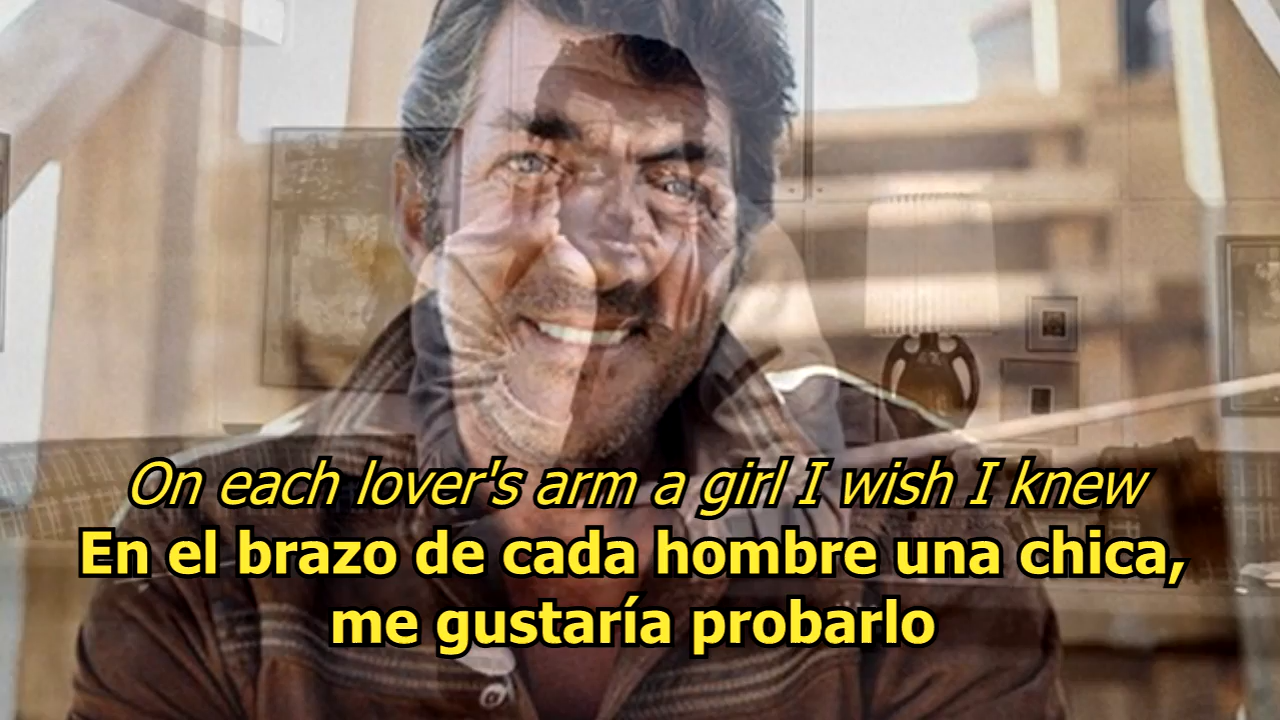 On each lover's arm a girl I wish I knew
En el brazo de cada hombre una chica,
me gustaría probarlo